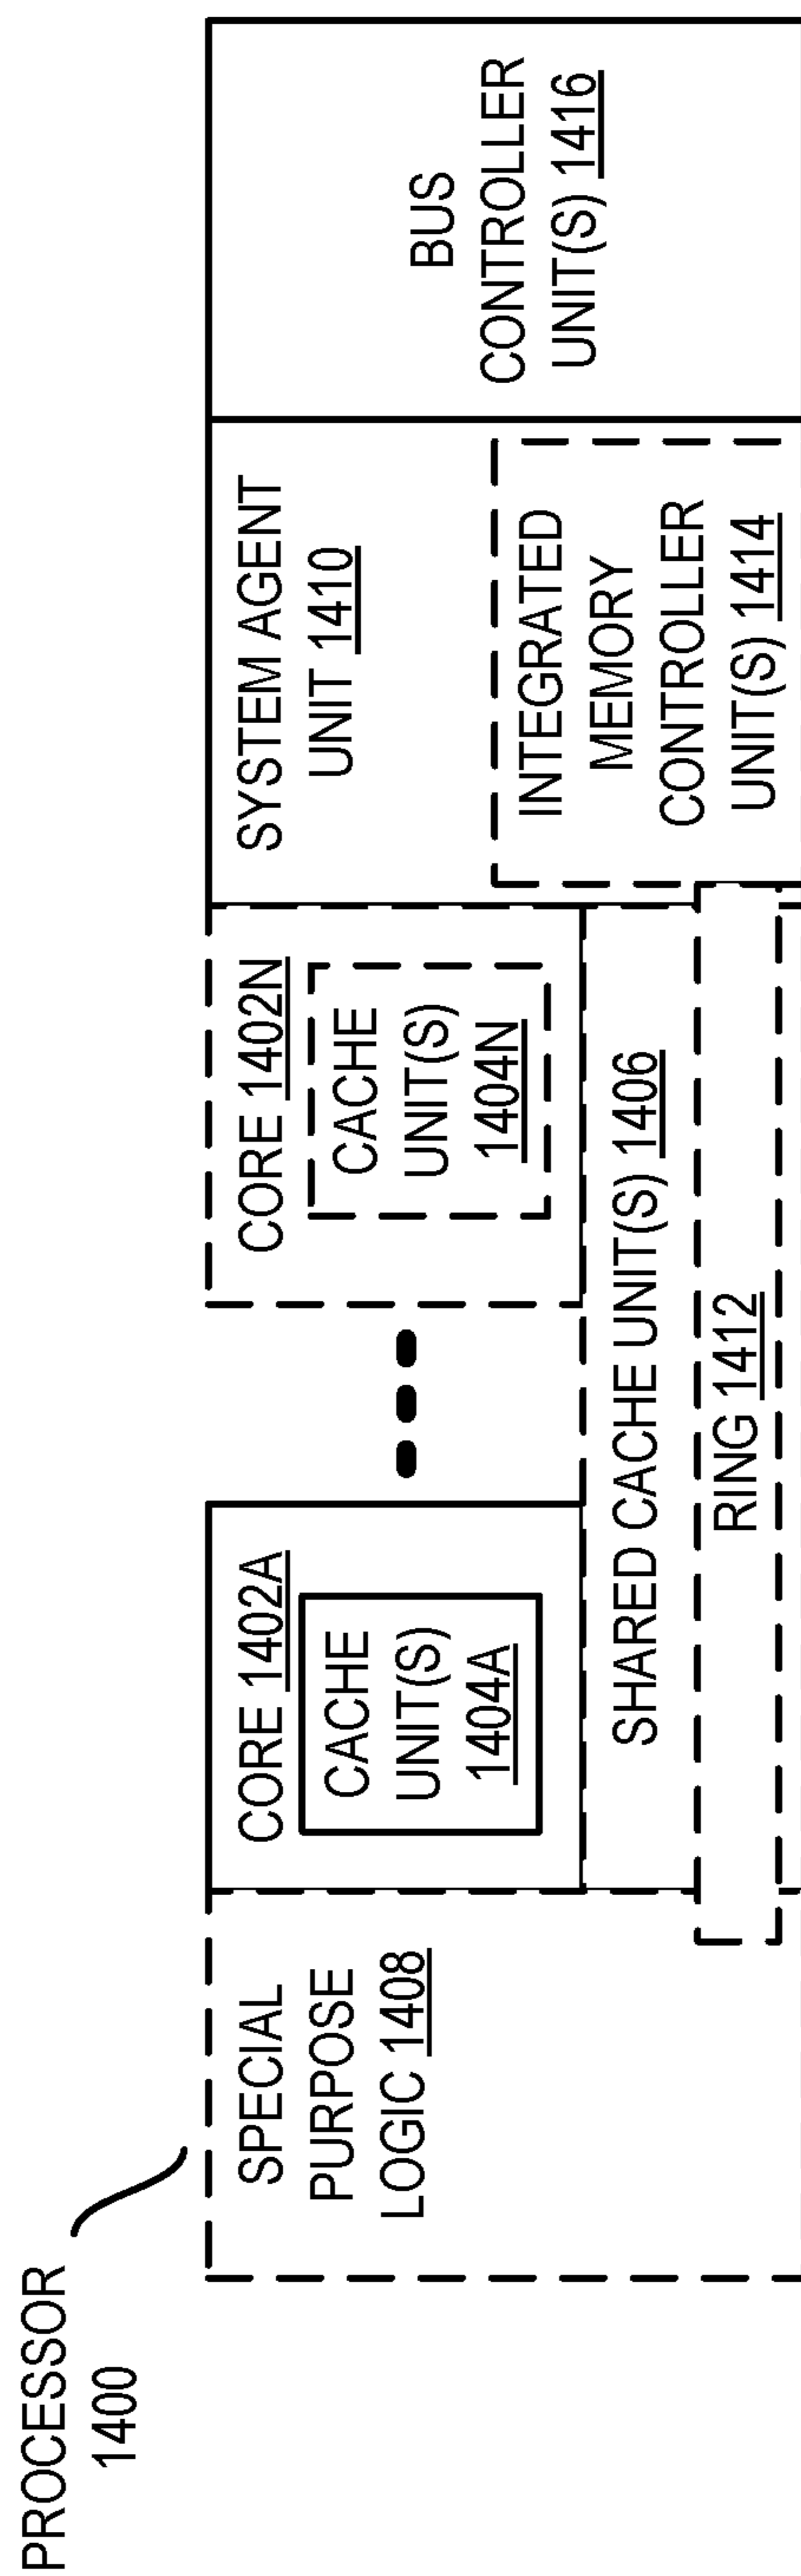 PROCESSOR
1400
SPECIAL
PURPOSE
LOGIC 1408
CORE 1402A
CACHE
UNIT(S)
1404A
CORE 1402N
CACHE
UNIT(S)
1404N
SHARED CACHE UNIT(S) 1406
RING 1412
SYSTEM AGENT
UNIT 1410
INTEGRATED
MEMORY
CONTROLLER
UNIT(S) 1414
BUS
CONTROLLER
UNIT(S) 1416